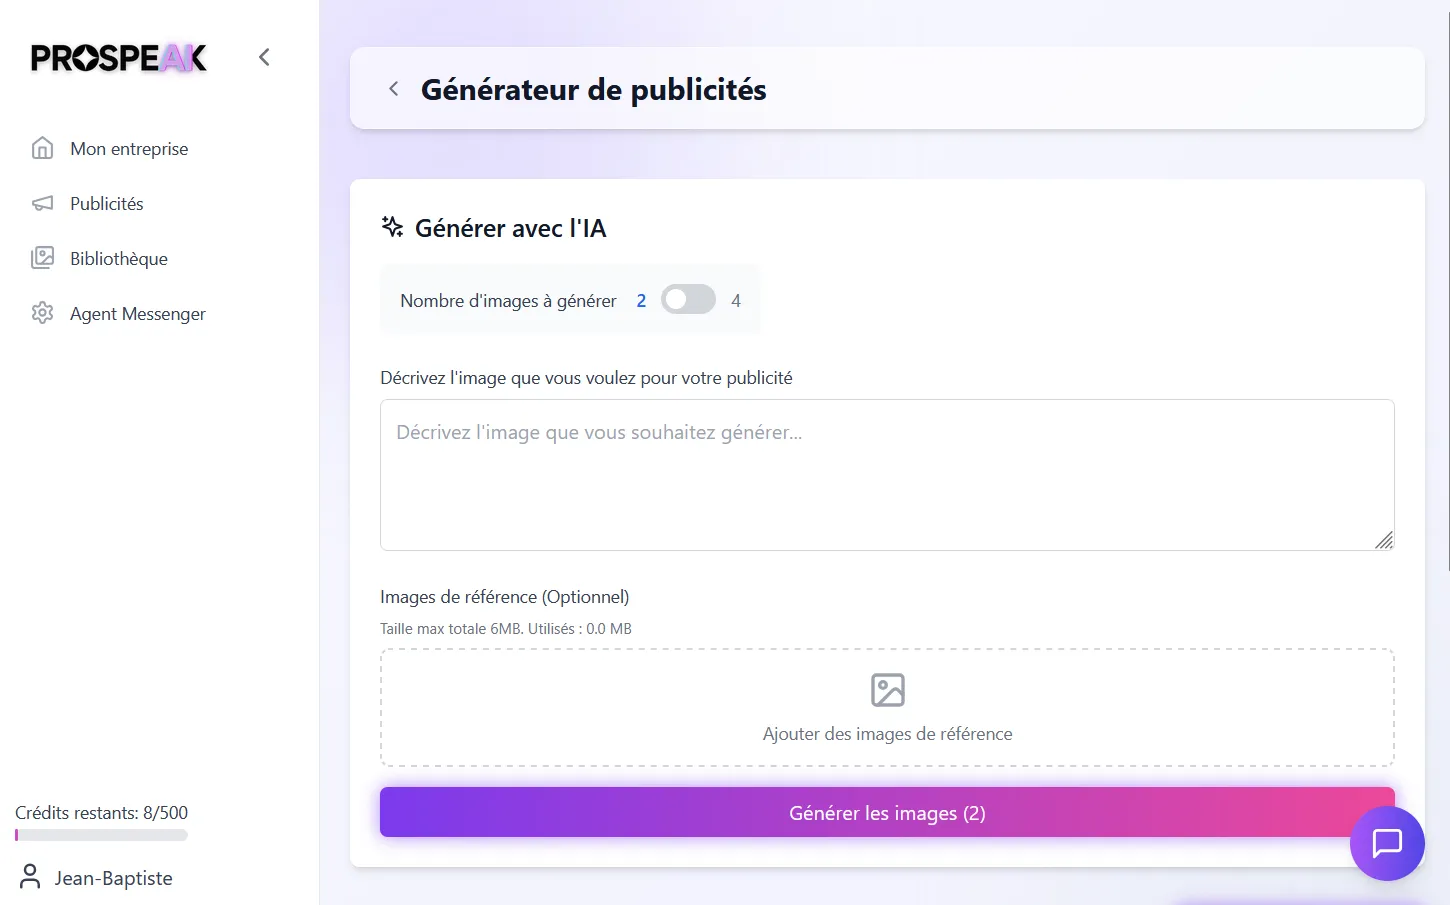 PROSPEAK
Mon entreprise
Publicités
Bibliothèque
Agent Messenger
Crédits restants: 8/500
Jean-Baptiste
Générateur de publicités
Générer avec l'IA
Nombre d'images à générer 2 4
Décrivez l'image que vous voulez pour votre publicité
Décrivez l'image que vous souhaitez générer...
Images de référence (Optionnel)
Taille max totale 6MB. Utilisés : 0.0 MB
Ajouter des images de référence
Générer les images (2)